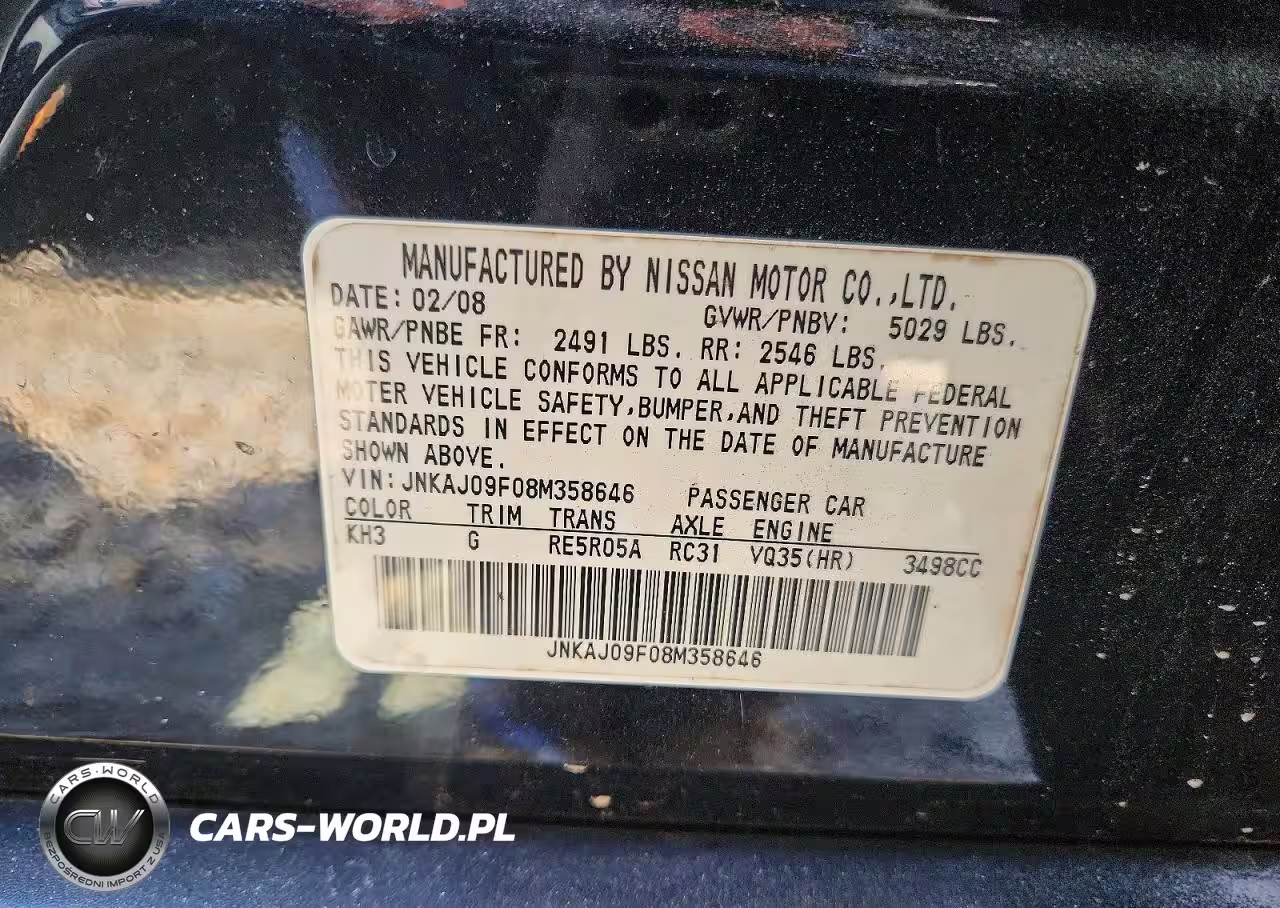 MANUFACTURED BY NISSAN MOTOR CO.,LTD.
DATE: 02/08 GVWR/PNBV: 5029 LBS.
GAWR/PNBE FR: 2491 LBS. RR: 2546 LBS.
THIS VEHICLE CONFORMS TO ALL APPLICABLE FEDERAL
MOTER VEHICLE SAFETY,BUMPER,AND THEFT PREVENTION
STANDARDS IN EFFECT ON THE DATE OF MANUFACTURE
SHOWN ABOVE.
VIN:JNKAJ09F08M358646 PASSENGER CAR
COLOR TRIM TRANS AXLE ENGINE
KH3 G RE5R05A RC31 VQ35(HR) 3498CC
JNKAJ09F08M358646
CARS-WORLD
CW
BEZPOŚREDNI IMPORT Z USA
CARS-WORLD.PL